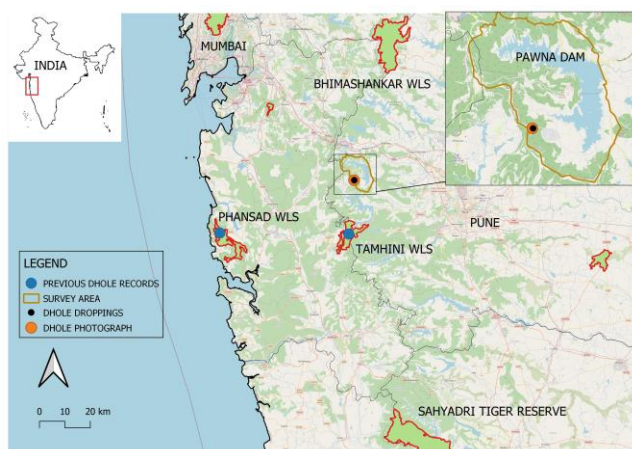 INDIA
MUMBAI
BHIMASHANKAR WLS
PAWNA DAM
PHANSAD WLS
TAMHINI WLS
PUNE
LEGEND
PREVIOUS DHOLE RECORDS
SURVEY AREA
DHOLE DROPPINGS
DHOLE PHOTOGRAPH
0 10 20 km
SAHYADRI TIGER RESERVE